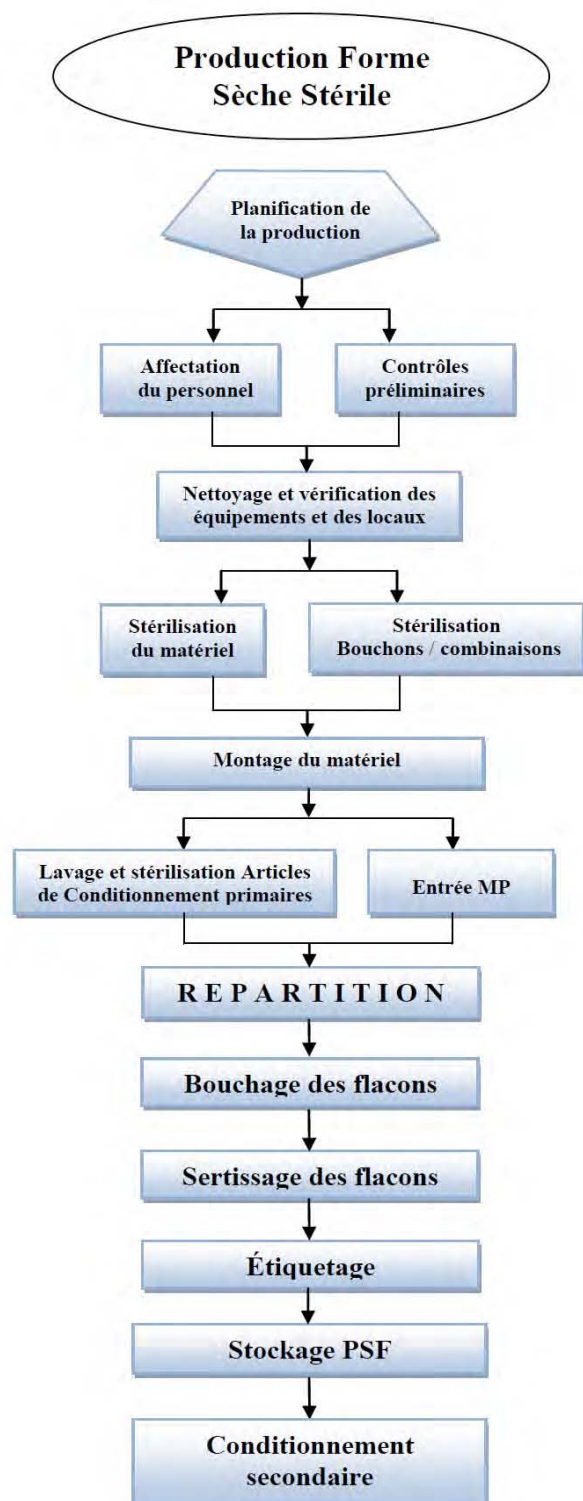 Production Forme
Sèche Stérile
Planification de
la production
Affectation
du personnel
Contrôles
préliminaires
Nettoyage et vérification des
équipements et des locaux
Stérilisation
du matériel
Stérilisation
Bouchons / combinaisons
Montage du matériel
Lavage et stérilisation Articles
de Conditionnement primaires
Entrée MP
R E P A R T I T I O N
Bouchage des flacons
Sertissage des flacons
Étiquetage
Stockage PSF
Conditionnement
secondaire